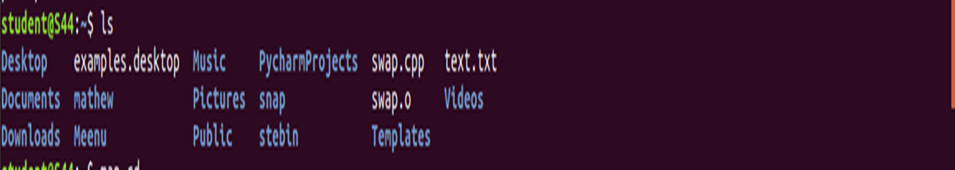 student@S44:~$ ls
Desktop examples.desktop Music PycharmProjects swap.cpp text.txt
Documents mathew Pictures snap swap.o Videos
Downloads Meenu Public stebin Templates
student@S44:~$ man cd